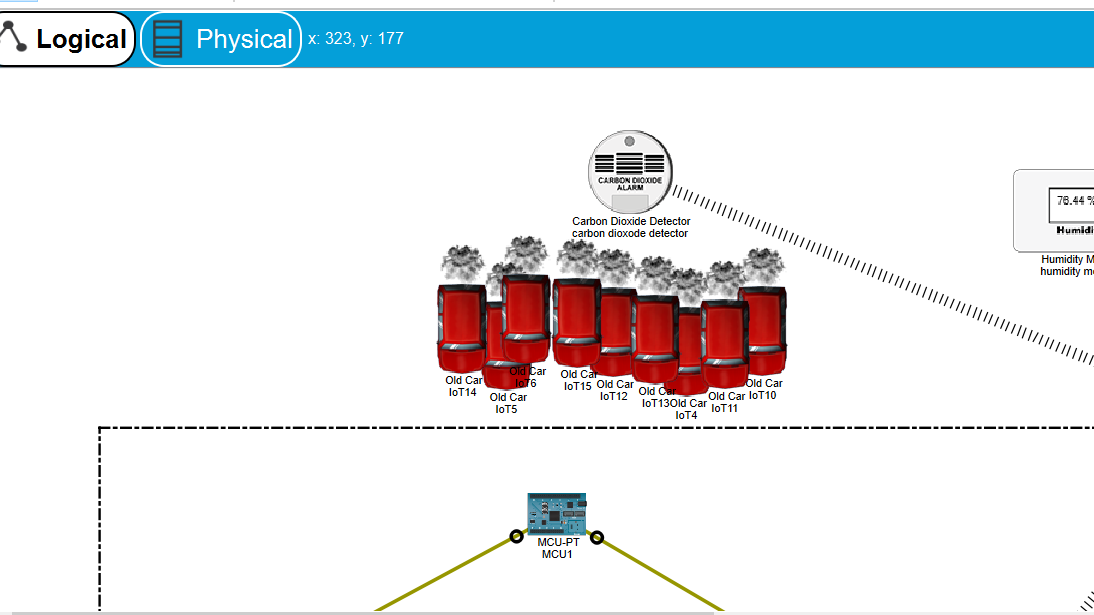 Logical
Physical
x: 323, y: 177
CARBON DIOXIDE
ALARM
Carbon Dioxide Detector
carbon dioxode detector
76.44 %
Humidi
Humidity M
humidity m
Old Car
IoT14
Old Car
IoT5
Old Car
IoT6
Old Car
IoT15
Old Car
IoT12
Old Car
IoT13
Old Car
IoT4
Old Car
IoT11
Old Car
IoT10
MCU-PT
MCU1